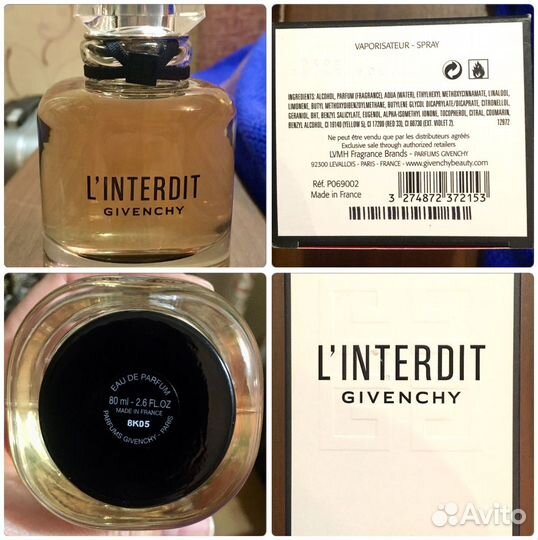 L'INTERDIT
GIVENCHY
VAPORISATEUR - SPRAY
INGREDIENTS: ALCOHOL, PARFUM (FRAGRANCE), AQUA (WATER), ETHYLHEXYL METHOXYCINNAMATE, LINALOOL,
LIMONENE, BUTYL METHOXYDIBENZOYLMETHANE, BUTYLENE GLYCOL DICAPRYLATE/DICAPRATE, CITRONELLOL,
GERANIOL, BHT, BENZYL SALICYLATE, EUGENOL, ALPHA-ISOMETHYL IONONE, TOCOPHEROL, CITRAL, COUMARIN,
BENZYL ALCOHOL, CI 19140 (YELLOW 5), CI 17200 (RED 33), CI 60730 (EXT. VIOLET 2). 12972
Ne peut être vendu que par les distributeurs agréés
Exclusive sale through authorized retailers
LVMH Fragrance Brands - PARFUMS GIVENCHY
92300 LEVALLOIS - PARIS - FRANCE - www.givenchybeauty.com
Réf. P069002
Made in France
3 274872 372153
EAU DE PARFUM
80 ml - 2.6 FL.OZ
MADE IN FRANCE
8K05
PARFUMS GIVENCHY - PARIS
L'INTERDIT
GIVENCHY
Avito